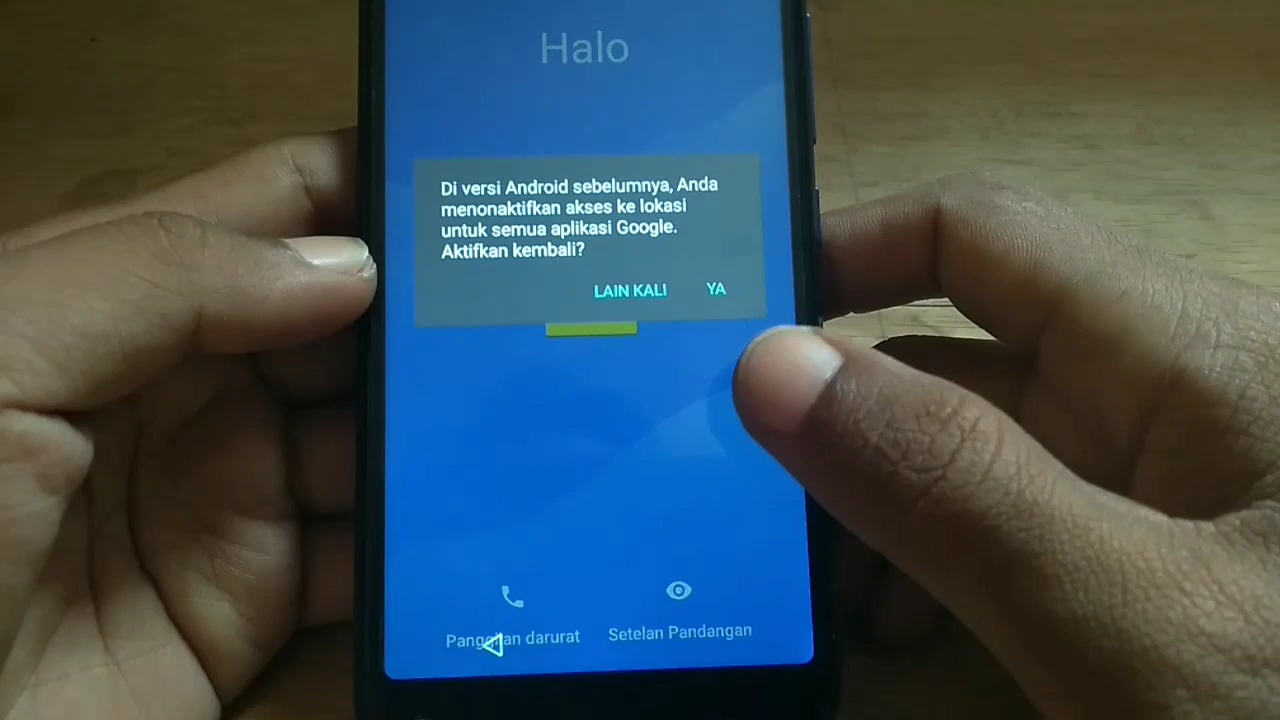 Halo
Di versi Android sebelumnya, Anda
menonaktifkan akses ke lokasi
untuk semua aplikasi Google.
Aktifkan kembali?
LAIN KALI YA
Panggilan darurat Setelan Pandangan